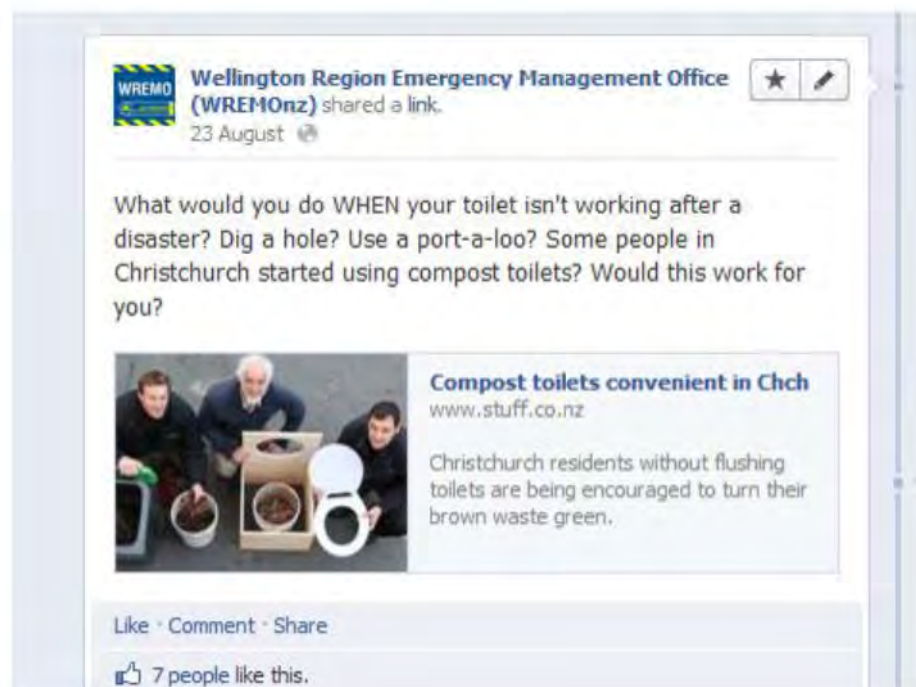 WREMO
Wellington Region Emergency Management Office
(WREMOnz) shared a link.
23 August
What would you do WHEN your toilet isn't working after a
disaster? Dig a hole? Use a port-a-loo? Some people in
Christchurch started using compost toilets? Would this work for
you?
Compost toilets convenient in Chch
www.stuff.co.nz
Christchurch residents without flushing
toilets are being encouraged to turn their
brown waste green.
Like · Comment · Share
7 people like this.